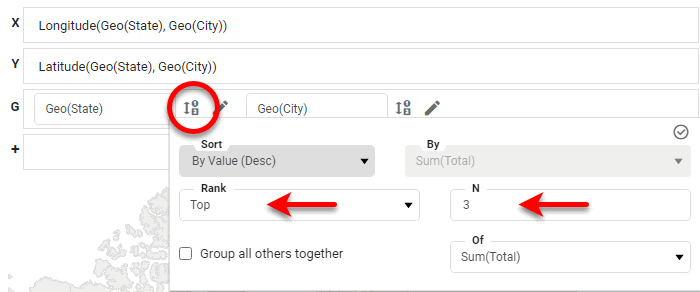 X Longitude(Geo(State), Geo(City))
Y Latitude(Geo(State), Geo(City))
G Geo(State) Geo(City)
+
Sort By
By Value (Desc) Sum(Total)
Rank N
Top 3
Group all others together
Of
Sum(Total)